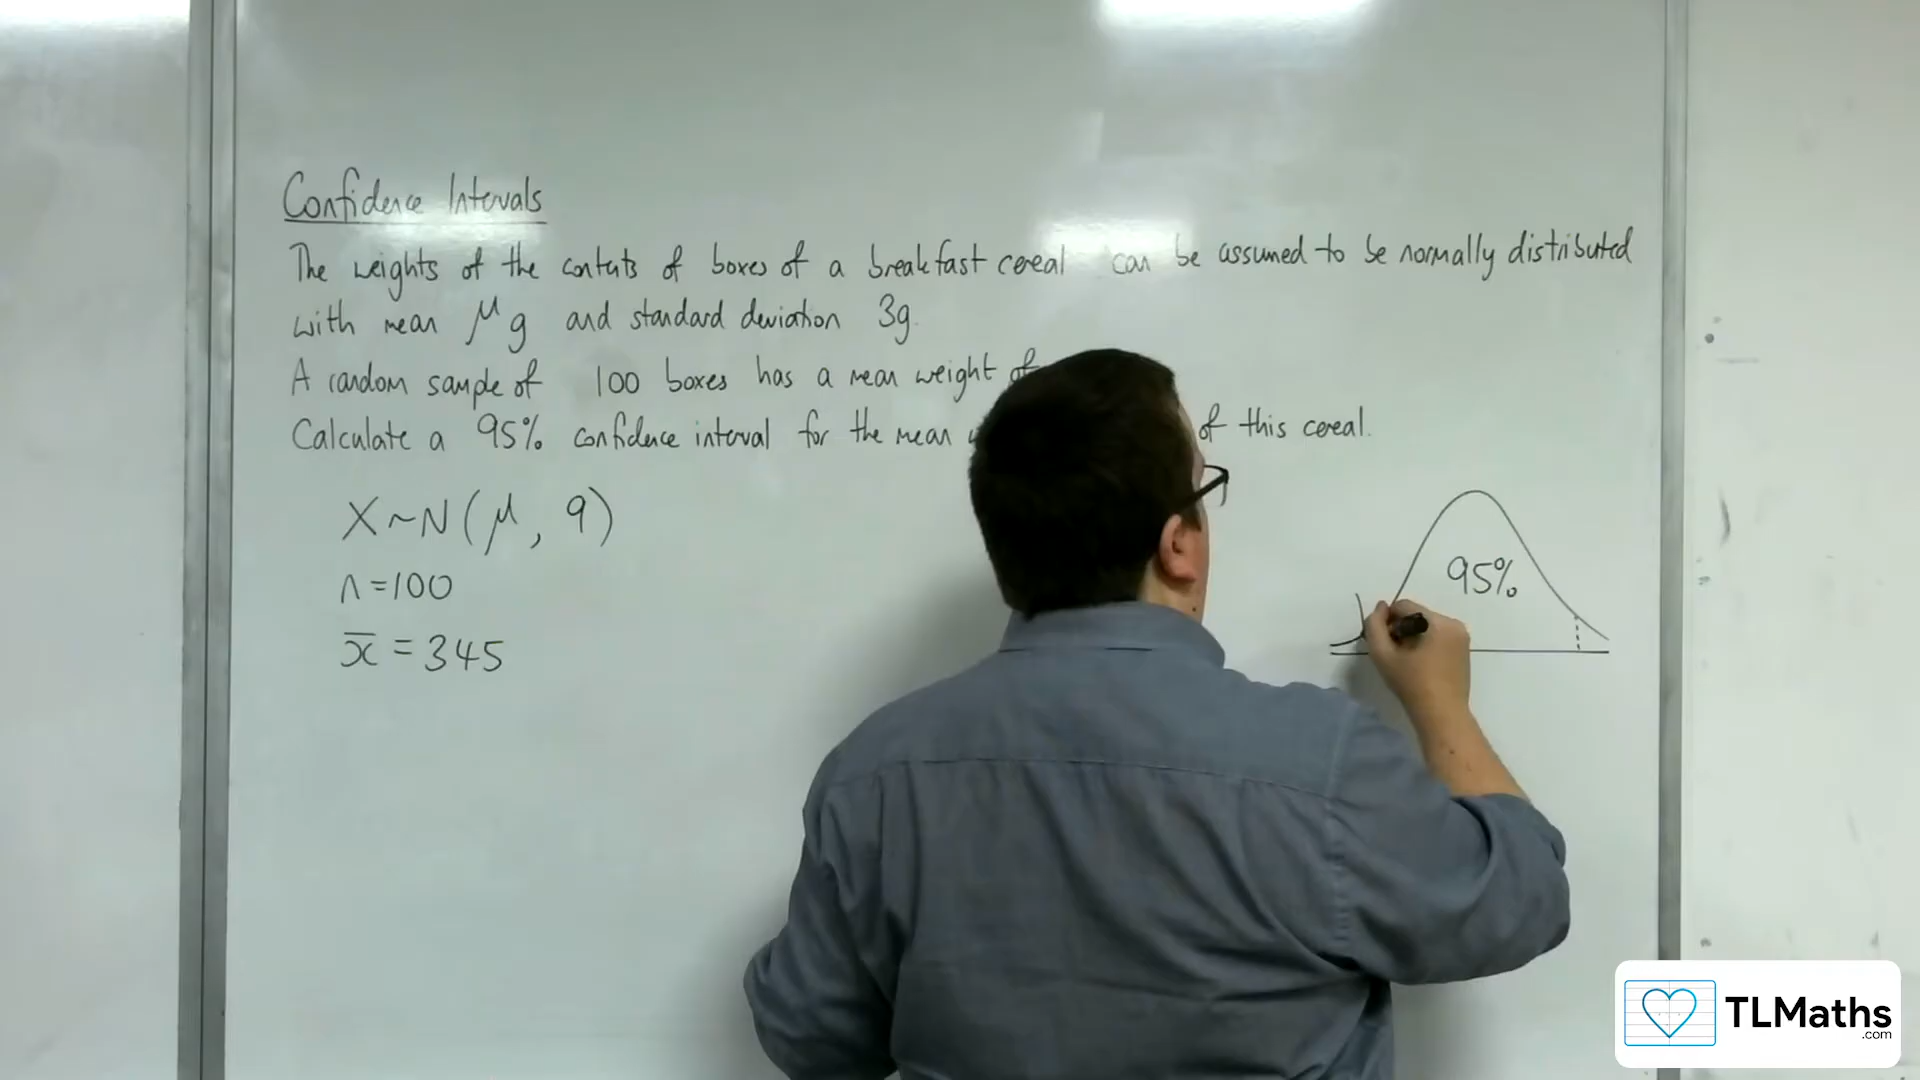 Confidence Intervals
The weights of the contents of boxes of a breakfast cereal can be assumed to be normally distributed
with mean μg and standard deviation 3g.
A random sample of 100 boxes has a mean weight of
Calculate a 95% confidence interval for the mean of this cereal.
X~N(μ, 9)
n=100
x̄ = 345
95%
TLMaths
.com